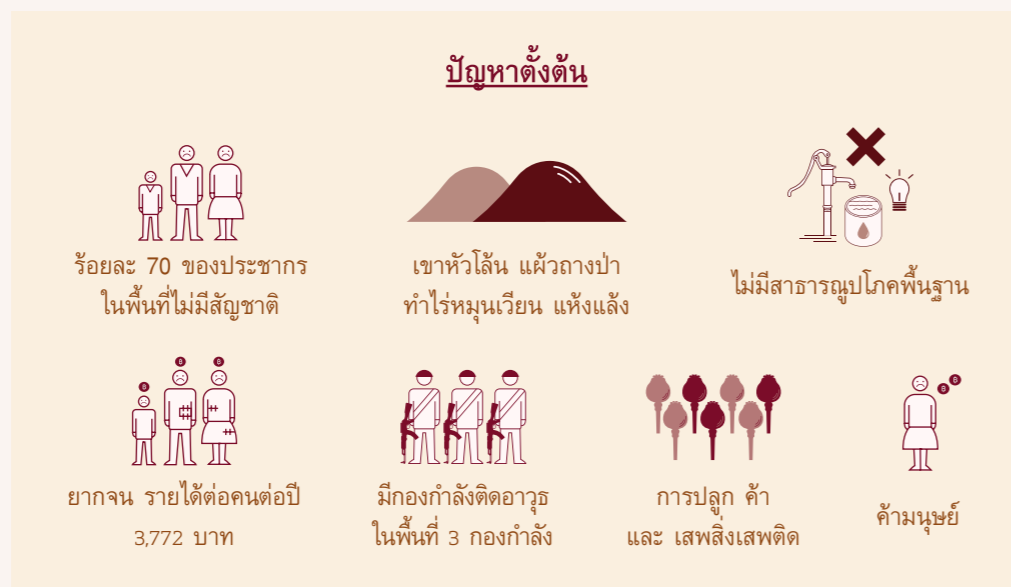 ปัญหาตั้งต้น
ร้อยละ 70 ของประชากร
ในพื้นที่ไม่มีสัญชาติ
เขาหัวโล้น แผ้วถางป่า
ทำไร่หมุนเวียน แห้งแล้ง
ไม่มีสาธารณูปโภคพื้นฐาน
ยากจน รายได้ต่อคนต่อปี
3,772 บาท
มีกองกำลังติดอาวุธ
ในพื้นที่ 3 กองกำลัง
การปลูก ค้า
และ เสพสิ่งเสพติด
ค้ามนุษย์